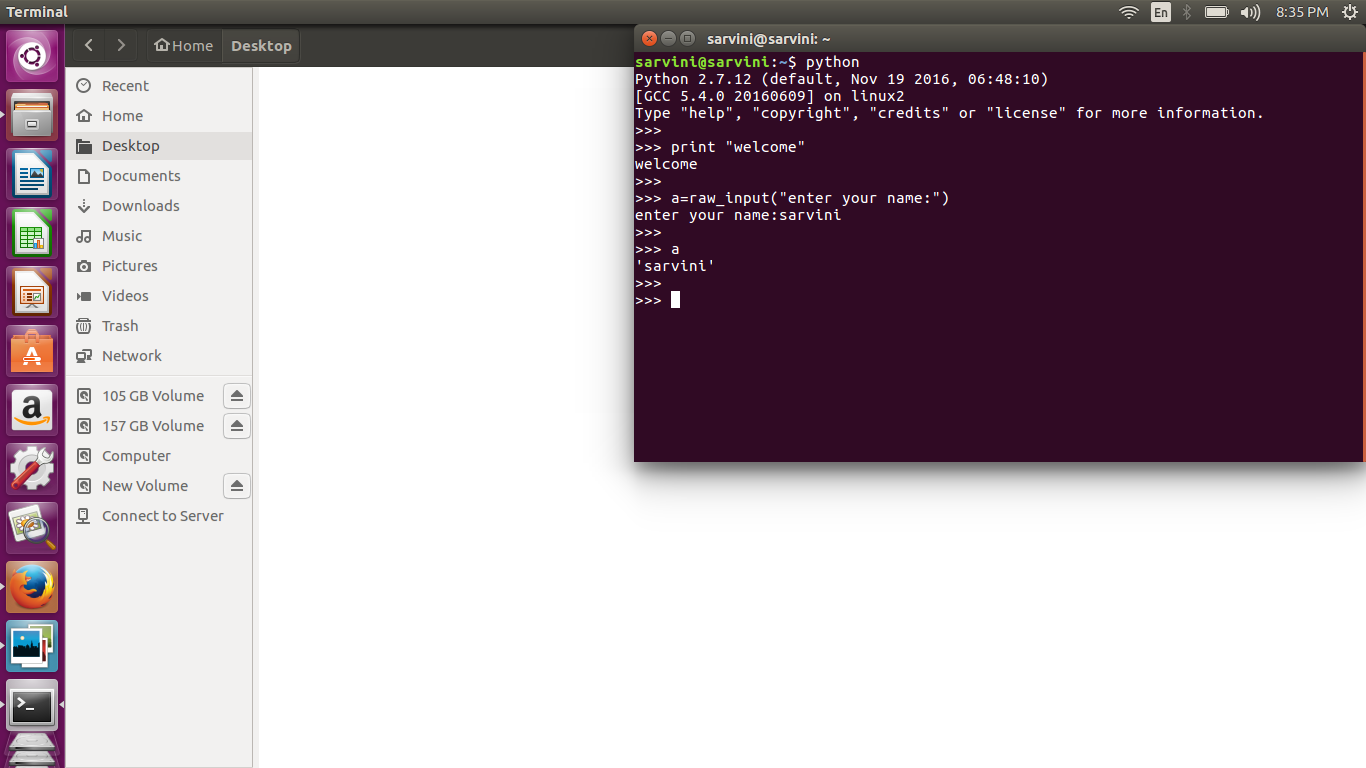 Terminal
En
8:35 PM
Home
Desktop
Recent
Home
Desktop
Documents
Downloads
Music
Pictures
Videos
Trash
Network
105 GB Volume
157 GB Volume
Computer
New Volume
Connect to Server
sarvini@sarvini: ~
sarvini@sarvini:~$ python
Python 2.7.12 (default, Nov 19 2016, 06:48:10)
[GCC 5.4.0 20160609] on linux2
Type "help", "copyright", "credits" or "license" for more information.
>>>
>>> print "welcome"
welcome
>>>
>>> a=raw_input("enter your name:")
enter your name:sarvini
>>>
>>> a
'sarvini'
>>>
>>>